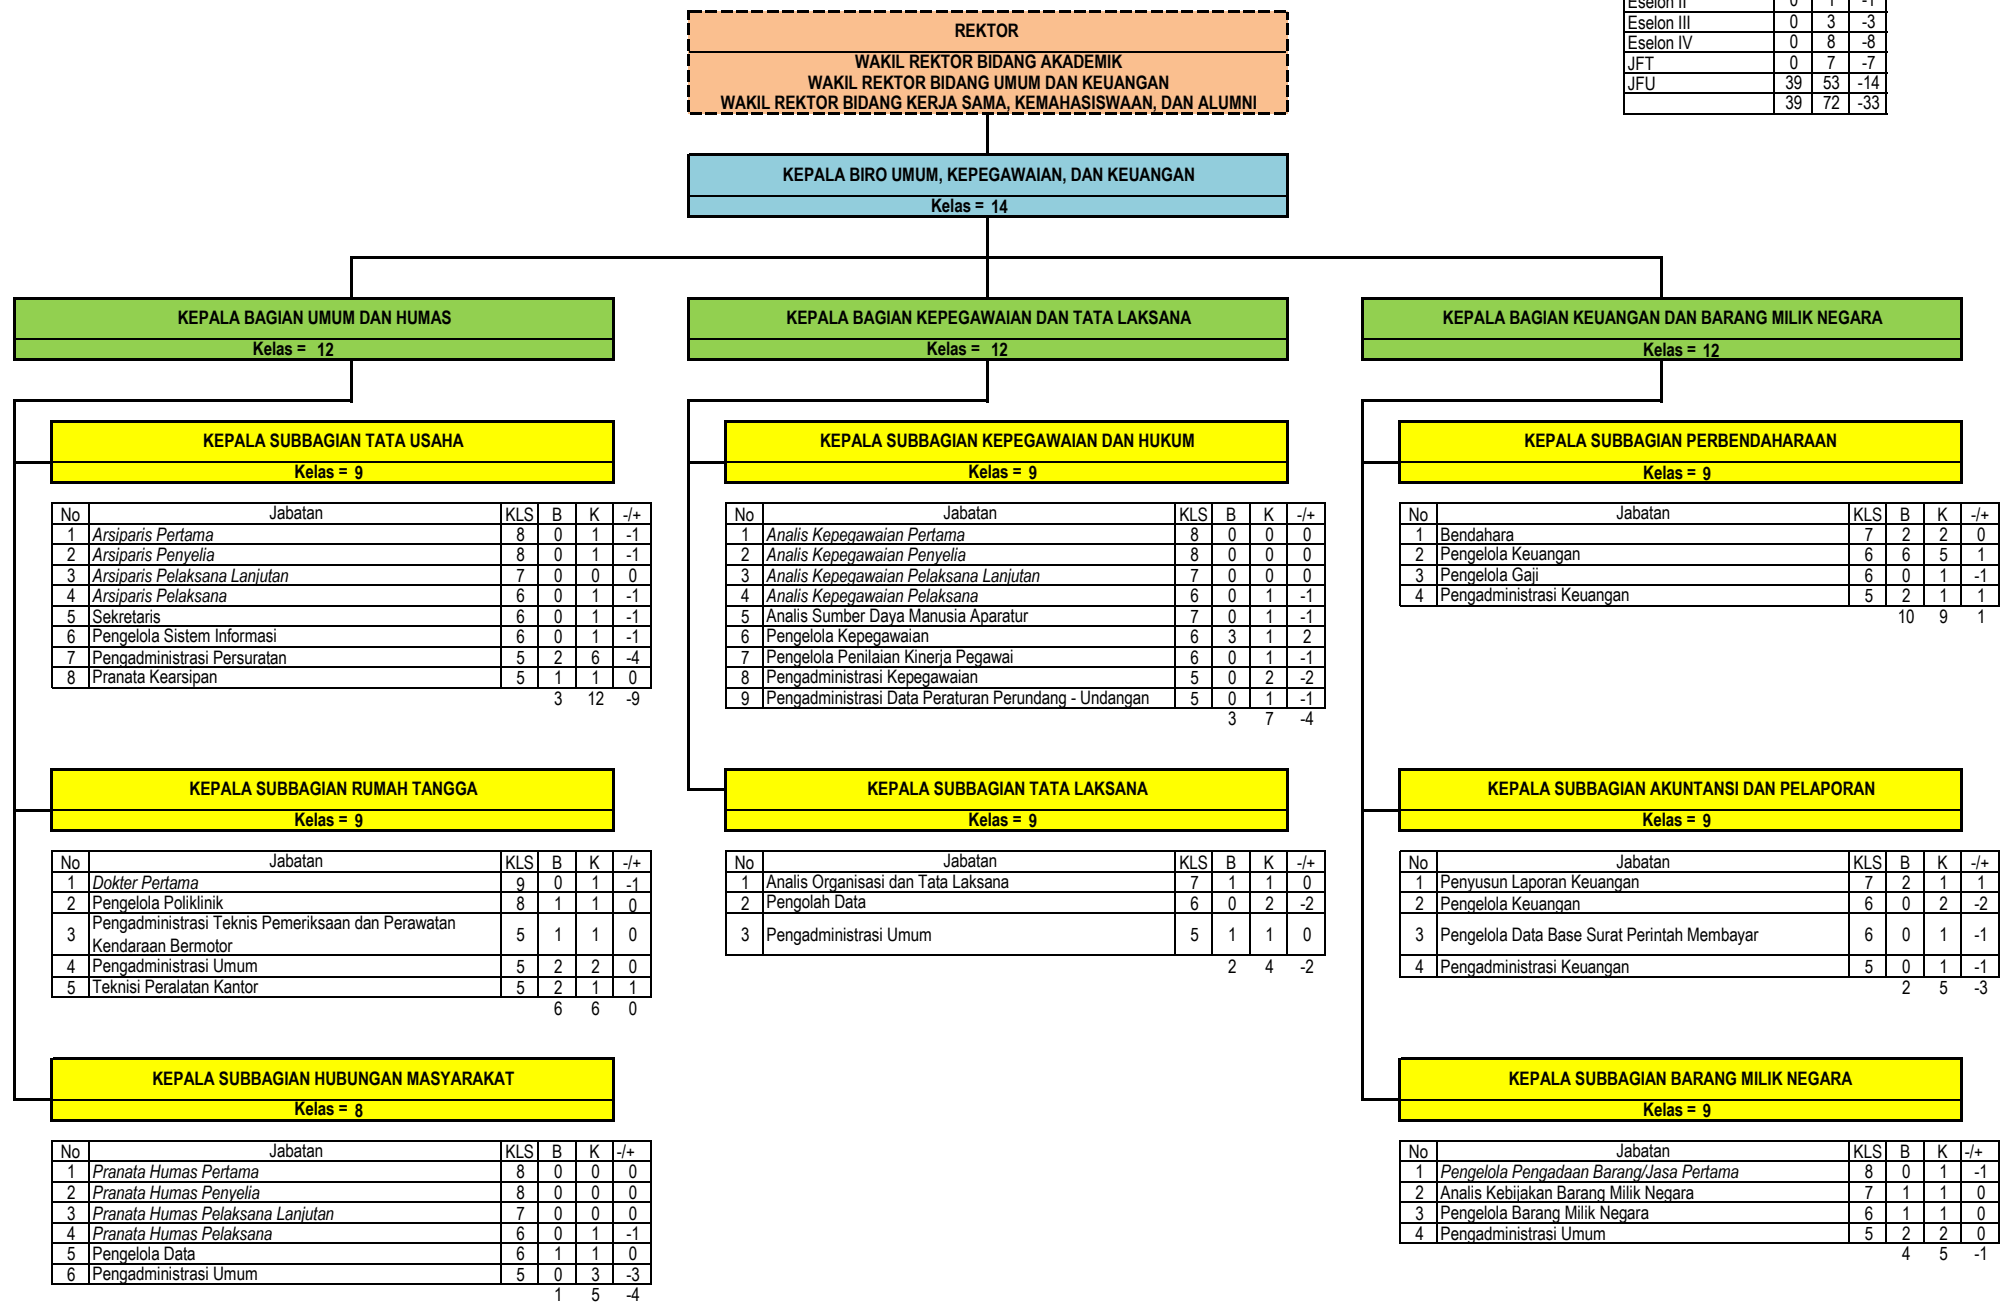 Eselon II 0 1 -1
Eselon III 0 3 -3
Eselon IV 0 8 -8
JFT 0 7 -7
JFU 39 53 -14
39 72 -33
REKTOR
WAKIL REKTOR BIDANG AKADEMIK
WAKIL REKTOR BIDANG UMUM DAN KEUANGAN
WAKIL REKTOR BIDANG KERJA SAMA, KEMAHASISWAAN, DAN ALUMNI
KEPALA BIRO UMUM, KEPEGAWAIAN, DAN KEUANGAN
Kelas = 14
KEPALA BAGIAN UMUM DAN HUMAS
Kelas = 12
KEPALA SUBBAGIAN TATA USAHA
Kelas = 9
No Jabatan KLS B K -/+
1 Arsiparis Pertama 8 0 1 -1
2 Arsiparis Penyelia 8 0 1 -1
3 Arsiparis Pelaksana Lanjutan 7 0 0 0
4 Arsiparis Pelaksana 6 0 1 -1
5 Sekretaris 6 0 1 -1
6 Pengelola Sistem Informasi 6 0 1 -1
7 Pengadministrasi Persuratan 5 2 6 -4
8 Pranata Kearsipan 5 1 1 0
3 12 -9
KEPALA SUBBAGIAN RUMAH TANGGA
Kelas = 9
No Jabatan KLS B K -/+
1 Dokter Pertama 9 0 1 -1
2 Pengelola Poliklinik 8 1 1 0
3 Pengadministrasi Teknis Pemeriksaan dan Perawatan
Kendaraan Bermotor 5 1 1 0
4 Pengadministrasi Umum 5 2 2 0
5 Teknisi Peralatan Kantor 5 2 1 1
6 6 0
KEPALA SUBBAGIAN HUBUNGAN MASYARAKAT
Kelas = 8
No Jabatan KLS B K -/+
1 Pranata Humas Pertama 8 0 0 0
2 Pranata Humas Penyelia 8 0 0 0
3 Pranata Humas Pelaksana Lanjutan 7 0 0 0
4 Pranata Humas Pelaksana 6 0 1 -1
5 Pengelola Data 6 1 1 0
6 Pengadministrasi Umum 5 0 3 -3
1 5 -4
KEPALA BAGIAN KEPEGAWAIAN DAN TATA LAKSANA
Kelas = 12
KEPALA SUBBAGIAN KEPEGAWAIAN DAN HUKUM
Kelas = 9
No Jabatan KLS B K -/+
1 Analis Kepegawaian Pertama 8 0 0 0
2 Analis Kepegawaian Penyelia 8 0 0 0
3 Analis Kepegawaian Pelaksana Lanjutan 7 0 0 0
4 Analis Kepegawaian Pelaksana 6 0 1 -1
5 Analis Sumber Daya Manusia Aparatur 7 0 1 -1
6 Pengelola Kepegawaian 6 3 1 2
7 Pengelola Penilaian Kinerja Pegawai 6 0 1 -1
8 Pengadministrasi Kepegawaian 5 0 2 -2
9 Pengadministrasi Data Peraturan Perundang - Undangan 5 0 1 -1
3 7 -4
KEPALA SUBBAGIAN TATA LAKSANA
Kelas = 9
No Jabatan KLS B K -/+
1 Analis Organisasi dan Tata Laksana 7 1 1 0
2 Pengolah Data 6 0 2 -2
3 Pengadministrasi Umum 5 1 1 0
2 4 -2
KEPALA BAGIAN KEUANGAN DAN BARANG MILIK NEGARA
Kelas = 12
KEPALA SUBBAGIAN PERBENDAHARAAN
Kelas = 9
No Jabatan KLS B K -/+
1 Bendahara 7 2 2 0
2 Pengelola Keuangan 6 6 5 1
3 Pengelola Gaji 6 0 1 -1
4 Pengadministrasi Keuangan 5 2 1 1
10 9 1
KEPALA SUBBAGIAN AKUNTANSI DAN PELAPORAN
Kelas = 9
No Jabatan KLS B K -/+
1 Penyusun Laporan Keuangan 7 2 1 1
2 Pengelola Keuangan 6 0 2 -2
3 Pengelola Data Base Surat Perintah Membayar 6 0 1 -1
4 Pengadministrasi Keuangan 5 0 1 -1
2 5 -3
KEPALA SUBBAGIAN BARANG MILIK NEGARA
Kelas = 9
No Jabatan KLS B K -/+
1 Pengelola Pengadaan Barang/Jasa Pertama 8 0 1 -1
2 Analis Kebijakan Barang Milik Negara 7 1 1 0
3 Pengelola Barang Milik Negara 6 1 1 0
4 Pengadministrasi Umum 5 2 2 0
4 5 -1